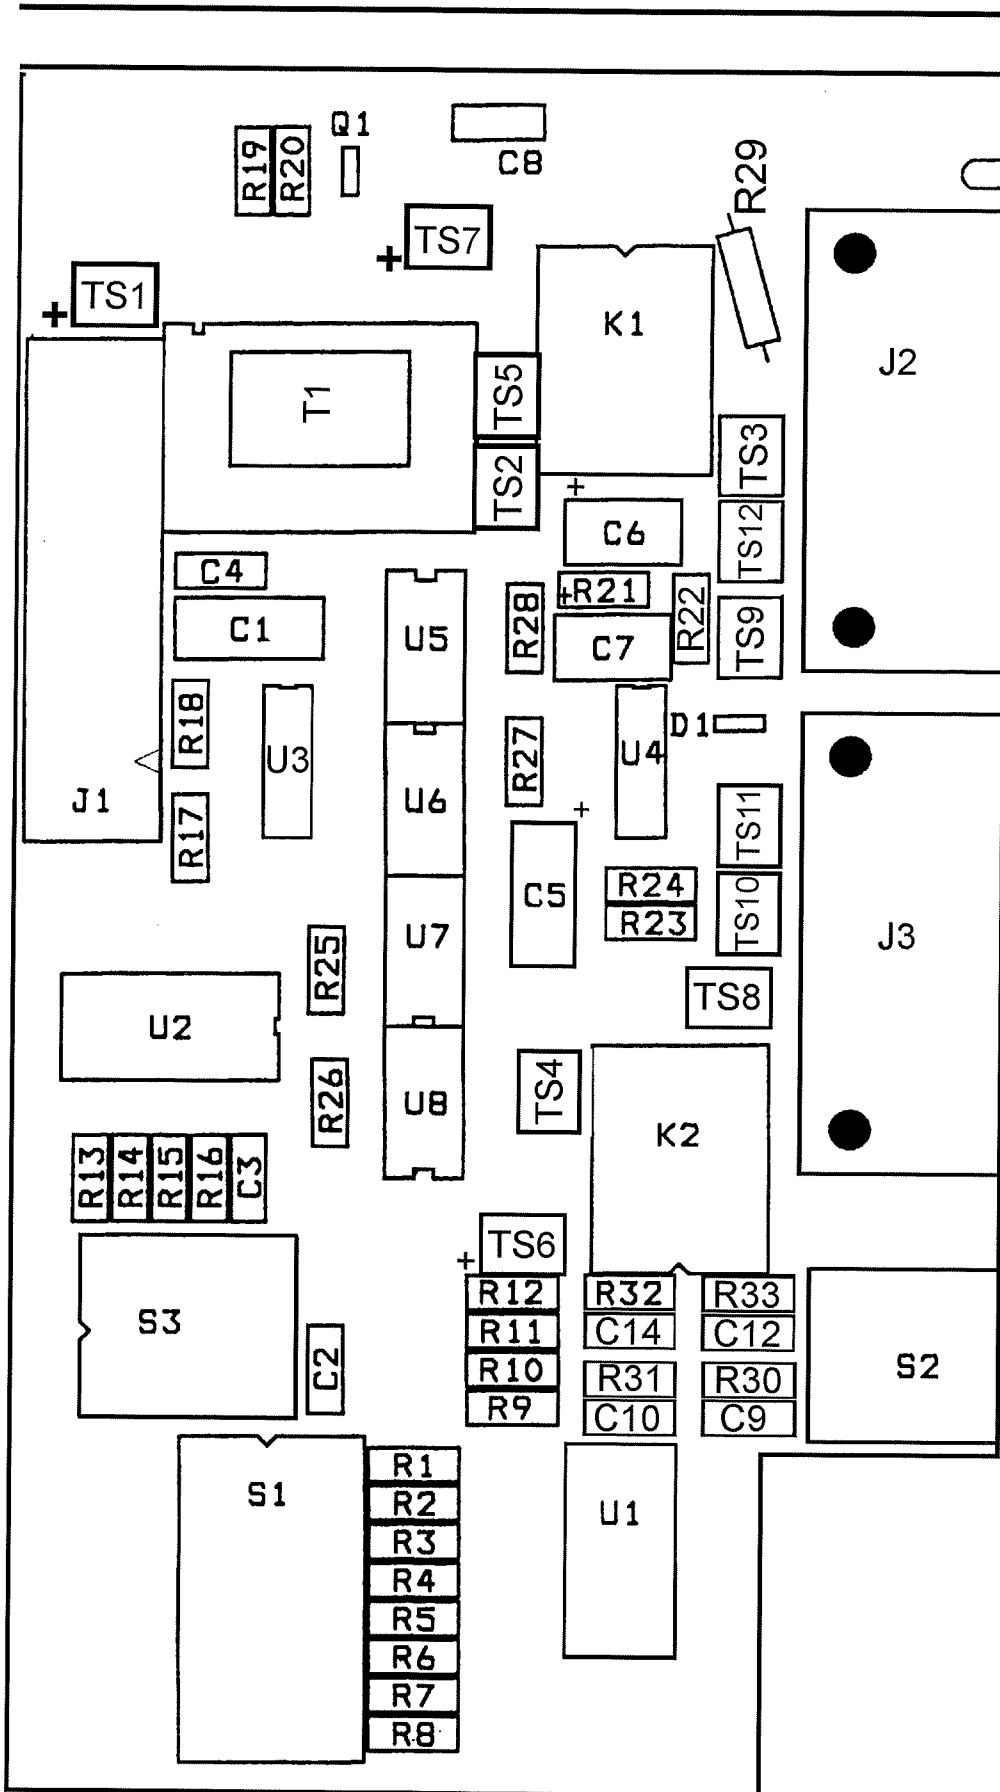 Q1
R19
R20
C8
R29
+
TS7
+
TS1
K1
J2
T1
TS5
TS3
TS2
+
C6
TS12
C4
+
R21
R22
C1
U5
R28
C7
TS9
R18
U3
R27
U4
D1
J1
U6
+
TS11
R17
C5
R24
R23
TS10
U7
J3
R25
TS8
U2
R26
U8
TS4
K2
R13
R14
R15
R16
C3
+
TS6
R12
R32
R33
S3
R11
C14
C12
C2
R10
R31
R30
S2
R9
C10
C9
R1
S1
R2
U1
R3
R4
R5
R6
R7
R8